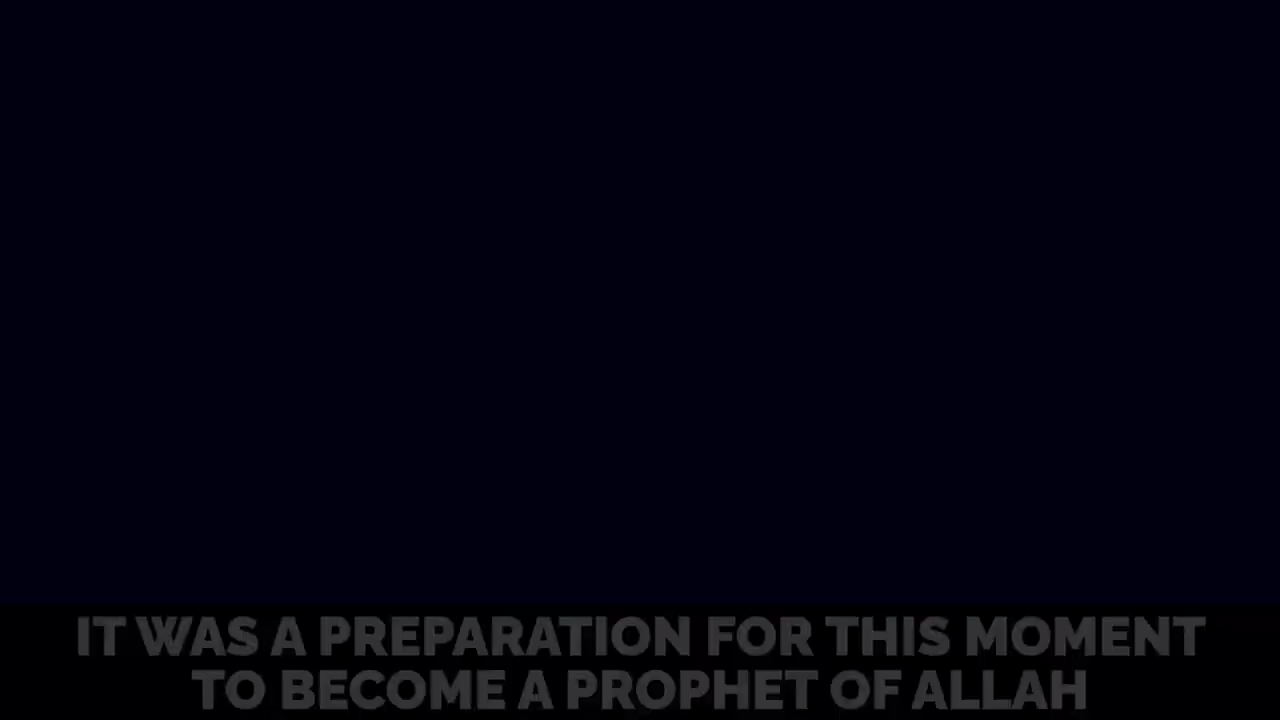 IT WAS A PREPARATION FOR THIS MOMENT
TO BECOME A PROPHET OF ALLAH